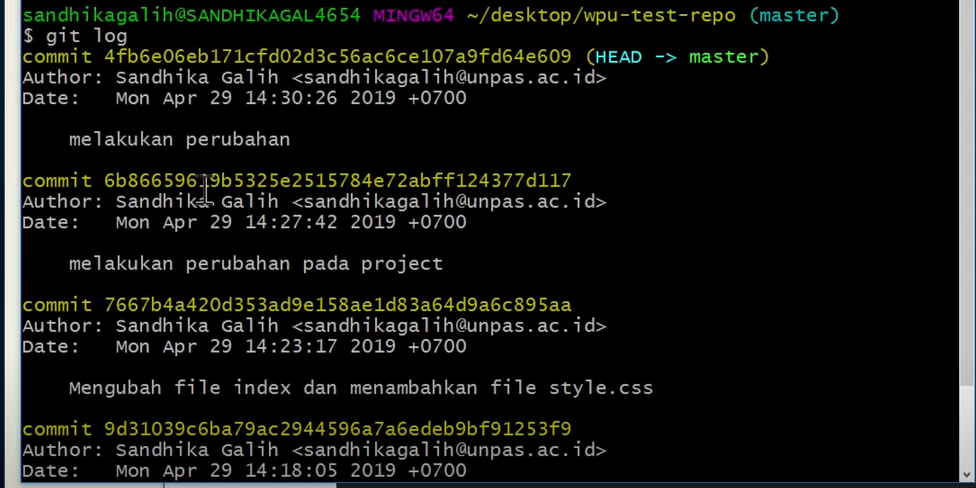 sandhikagalih@SANDHIKAGAL4654 MINGW64 ~/desktop/wpu-test-repo (master)
$ git log
commit 4fb6e06eb171cfd02d3c56ac6ce107a9fd64e609 (HEAD -> master)
Author: Sandhika Galih <sandhikagalih@unpas.ac.id>
Date:   Mon Apr 29 14:30:26 2019 +0700
melakukan perubahan
commit 6b86659619b5325e2515784e72abff124377d117
Author: Sandhika Galih <sandhikagalih@unpas.ac.id>
Date:   Mon Apr 29 14:27:42 2019 +0700
melakukan perubahan pada project
commit 7667b4a420d353ad9e158ae1d83a64d9a6c895aa
Author: Sandhika Galih <sandhikagalih@unpas.ac.id>
Date:   Mon Apr 29 14:23:17 2019 +0700
Mengubah file index dan menambahkan file style.css
commit 9d31039c6ba79ac2944596a7a6edeb9bf91253f9
Author: Sandhika Galih <sandhikagalih@unpas.ac.id>
Date:   Mon Apr 29 14:18:05 2019 +0700